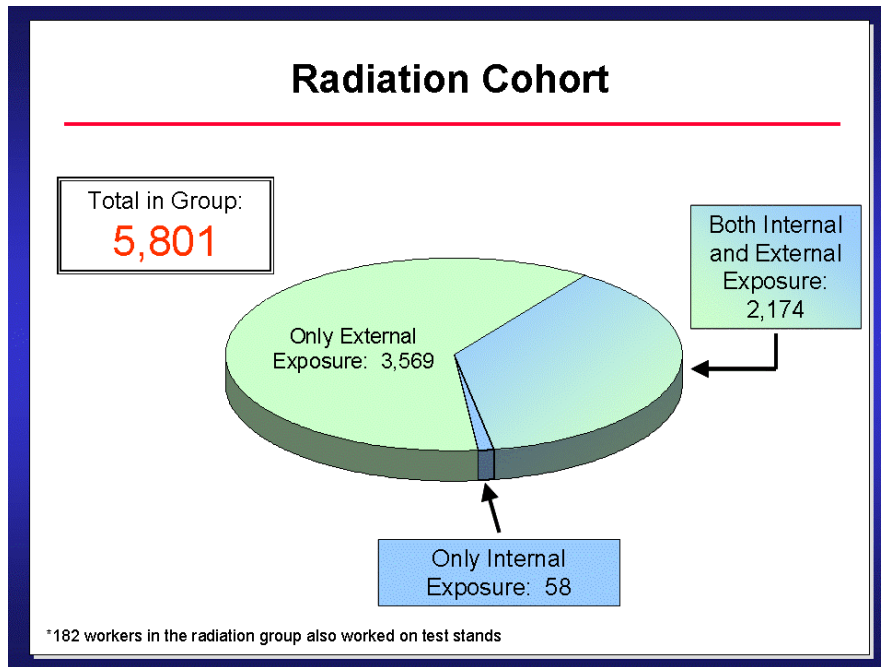 Radiation Cohort
Total in Group:
5,801
Both Internal
and External
Exposure:
2,174
Only External
Exposure: 3,569
Only Internal
Exposure: 58
*182 workers in the radiation group also worked on test stands